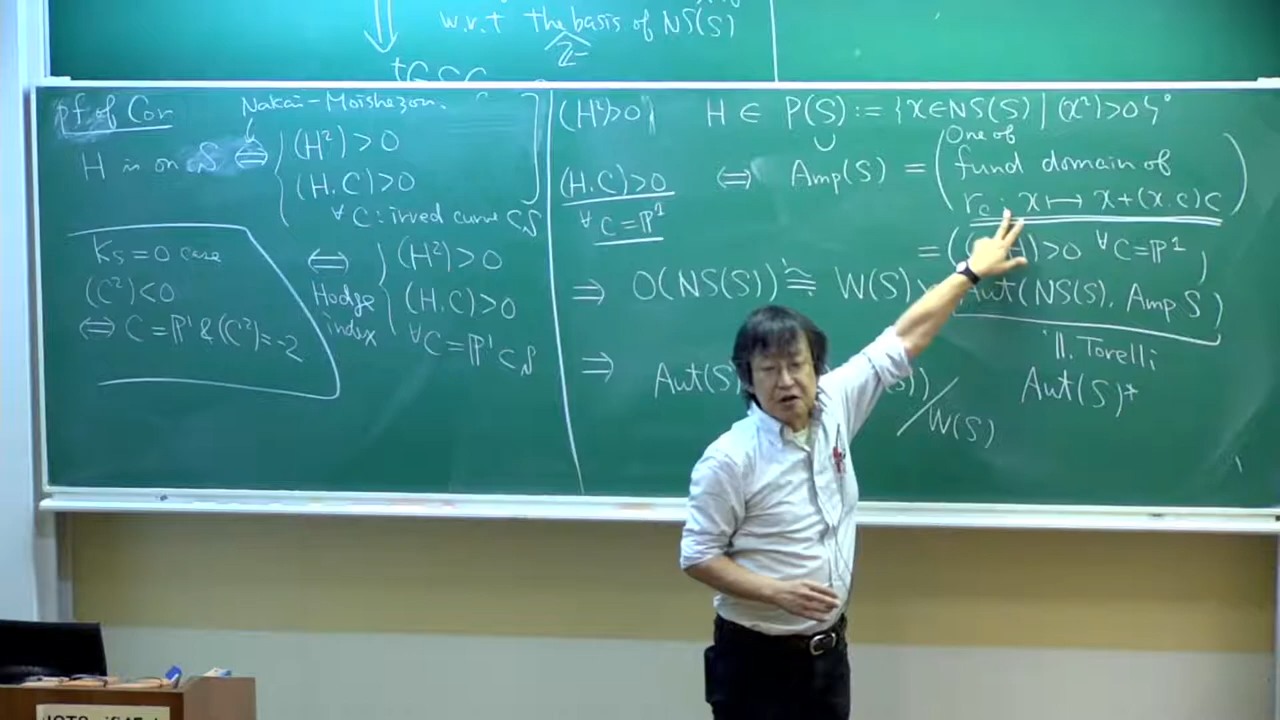 w.r.t the basis of NS(S)
Z-
pf. of Cor
Nakai-Moishezon.
H is on S ⇔ (H²)>0
(H.C)>0
∀C: irred curve ⊂ S
K_S = 0 case
(C²)<0
⇔ C = P¹ & (C²) = -2
⇔ Hodge index
(H²)>0
(H.C)>0
∀C = P¹ ⊂ S
(H²)>0
H ∈ P(S) := {x ∈ NS(S) | (x²)>0}°
∪
(H.C)>0
∀C = P¹
⇔ Amp(S) = (One of
fund domain of
r_C : x ↦ x + (x.C)C)
)>0 ∀C = P¹)
⇒ O(NS(S))' ≅ W(S) Aut(NS(S), Amp S)
|| Torelli
Aut(S)*
⇒ Aut(S
)) / W(S)